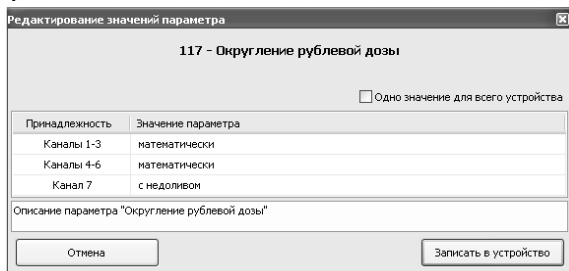 Редактирование значений параметра
117 - Округление рублевой дозы
Одно значение для всего устройства
Принадлежность Значение параметра
Каналы 1-3 математически
Каналы 4-6 математически
Канал 7 с недоливом
Описание параметра "Округление рублевой дозы"
Отмена Записать в устройство